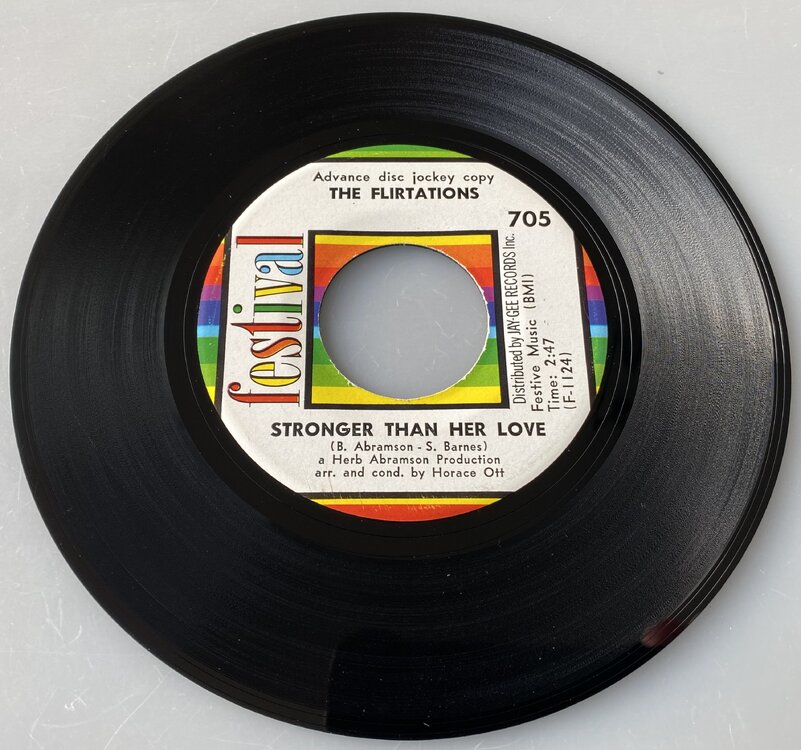 Advance disc jockey copy
THE FLIRTATIONS
705
festival
Distributed by JAY-GEE RECORDS Inc.
Festive Music (BMI)
Time: 2:47
(F-1124)
STRONGER THAN HER LOVE
(B. Abramson - S. Barnes)
a Herb Abramson Production
arr. and cond. by Horace Ott